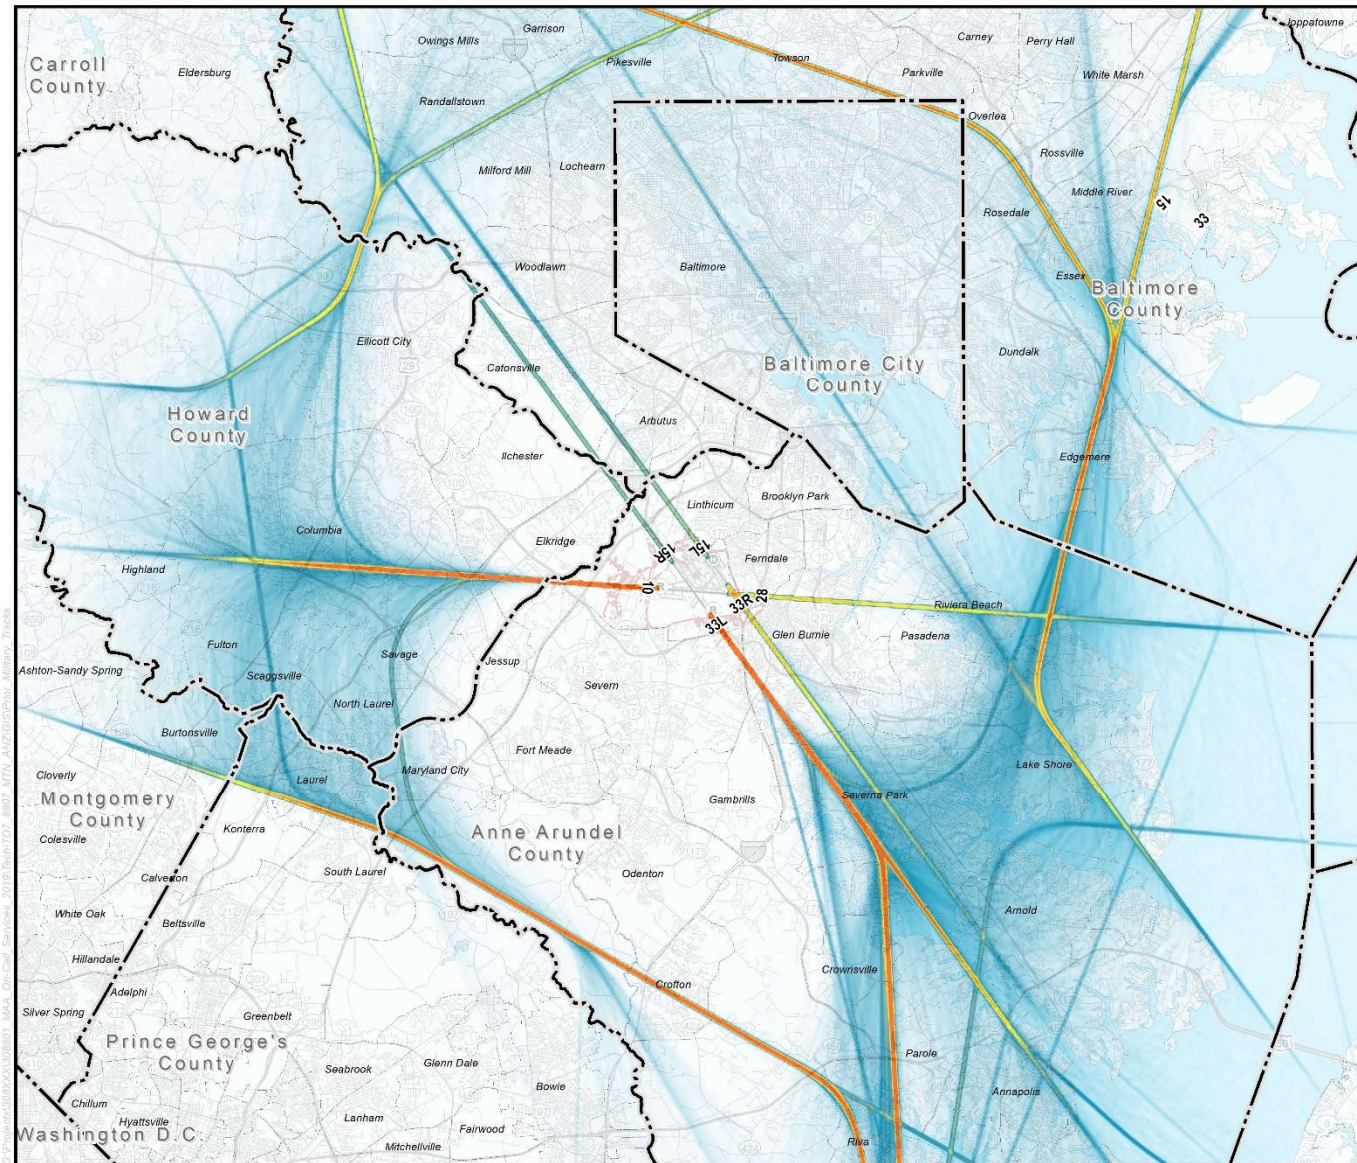 Garrison
Owings Mills
Carney
Perry Hall
Joppatowne
Carroll
County
Eldersburg
Pikesville
Towson
Parkville
White Marsh
Randallstown
Overlea
Lochearn
Milford Mill
Rossville
Middle River
Rosedale
15
33
151
Woodlawn
Baltimore
Essex
Baltimore
County
Ellicott City
29
Catonsville
Dundalk
Baltimore City
County
Howard
County
Arbutus
Ilchester
Edgemere
Linthicum
Brooklyn Park
Columbia
Elkridge
15R
15L
Ferndale
Highland
10
28
33R
33L
Riviera Beach
Glen Burnie
Pasadena
Fulton
Savage
Jessup
Ashton-Sandy Spring
Scaggsville
Severn
North Laurel
Burtonsville
Fort Meade
Lake Shore
Cloverly
Laurel
Maryland City
Severna Park
Montgomery
County
Gambrills
Konterra
Anne Arundel
County
Colesville
175
South Laurel
Odenton
Calverton
White Oak
Beltsville
Arnold
197
Hillandale
Crownsville
Crofton
Adelphi
Silver Spring
Greenbelt
Prince George's
County
Parole
Seabrook
Glenn Dale
Bowie
Annapolis
Chillum
Hyattsville
Lanham
Fairwood
Washington D.C.
Mitchellville
Riva
424